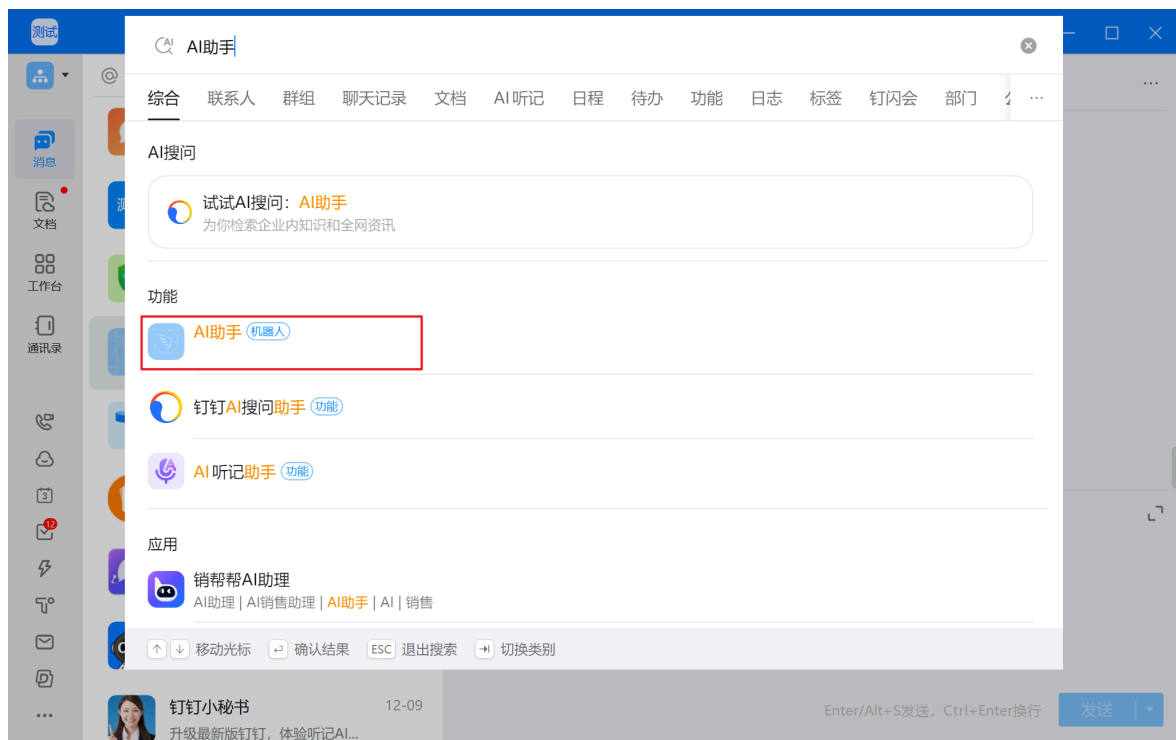 测试
AI助手
综合 联系人 群组 聊天记录 文档 AI听记 日程 待办 功能 日志 标签 钉闪会 部门 ...
消息
文档
工作台
通讯录
3
12
AI搜问
试试AI搜问：AI助手
为你检索企业内知识和全网资讯
功能
AI助手 机器人
钉钉AI搜问助手 功能
AI 听记助手 功能
应用
销帮帮AI助理
AI助理 | AI销售助理 | AI助手 | AI | 销售
移动光标 确认结果 ESC 退出搜索 切换类别
钉钉小秘书 12-09
升级最新版钉钉，体验听记AI...
Enter/Alt+S发送，Ctrl+Enter换行 发送